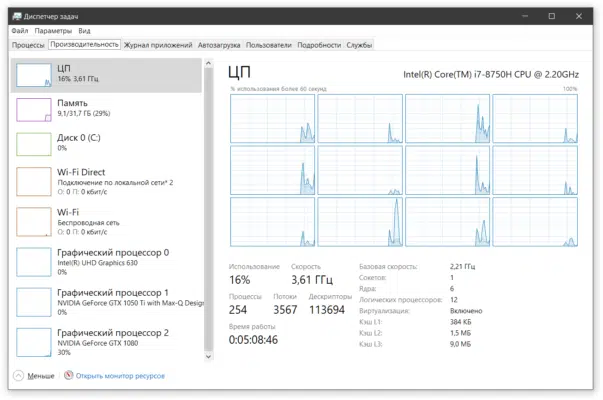 Диспетчер задач
Файл Параметры Вид
Процессы Производительность Журнал приложений Автозагрузка Пользователи Подробности Службы
ЦП
16% 3,61 ГГц
Память
9,1/31,7 ГБ (29%)
Диск 0 (C:)
0%
Wi-Fi Direct
Подключение по локальной сети* 2
О: 0 П: 0 кбит/с
Wi-Fi
Беспроводная сеть
О: 0 П: 0 кбит/с
Графический процессор 0
Intel(R) UHD Graphics 630
0%
Графический процессор 1
NVIDIA GeForce GTX 1050 Ti with Max-Q Design
0%
Графический процессор 2
NVIDIA GeForce GTX 1080
30%
ЦП
Intel(R) Core(TM) i7-8750H CPU @ 2.20GHz
% использования более 60 секунд
100%
Использование Скорость
16% 3,61 ГГц
Процессы Потоки Дескрипторы
254 3567 113694
Время работы
0:05:08:46
Базовая скорость: 2,21 ГГц
Сокетов: 1
Ядра: 6
Логических процессоров: 12
Виртуализация: Включено
Кэш L1: 384 КБ
Кэш L2: 1,5 МБ
Кэш L3: 9,0 МБ
Меньше
Открыть монитор ресурсов